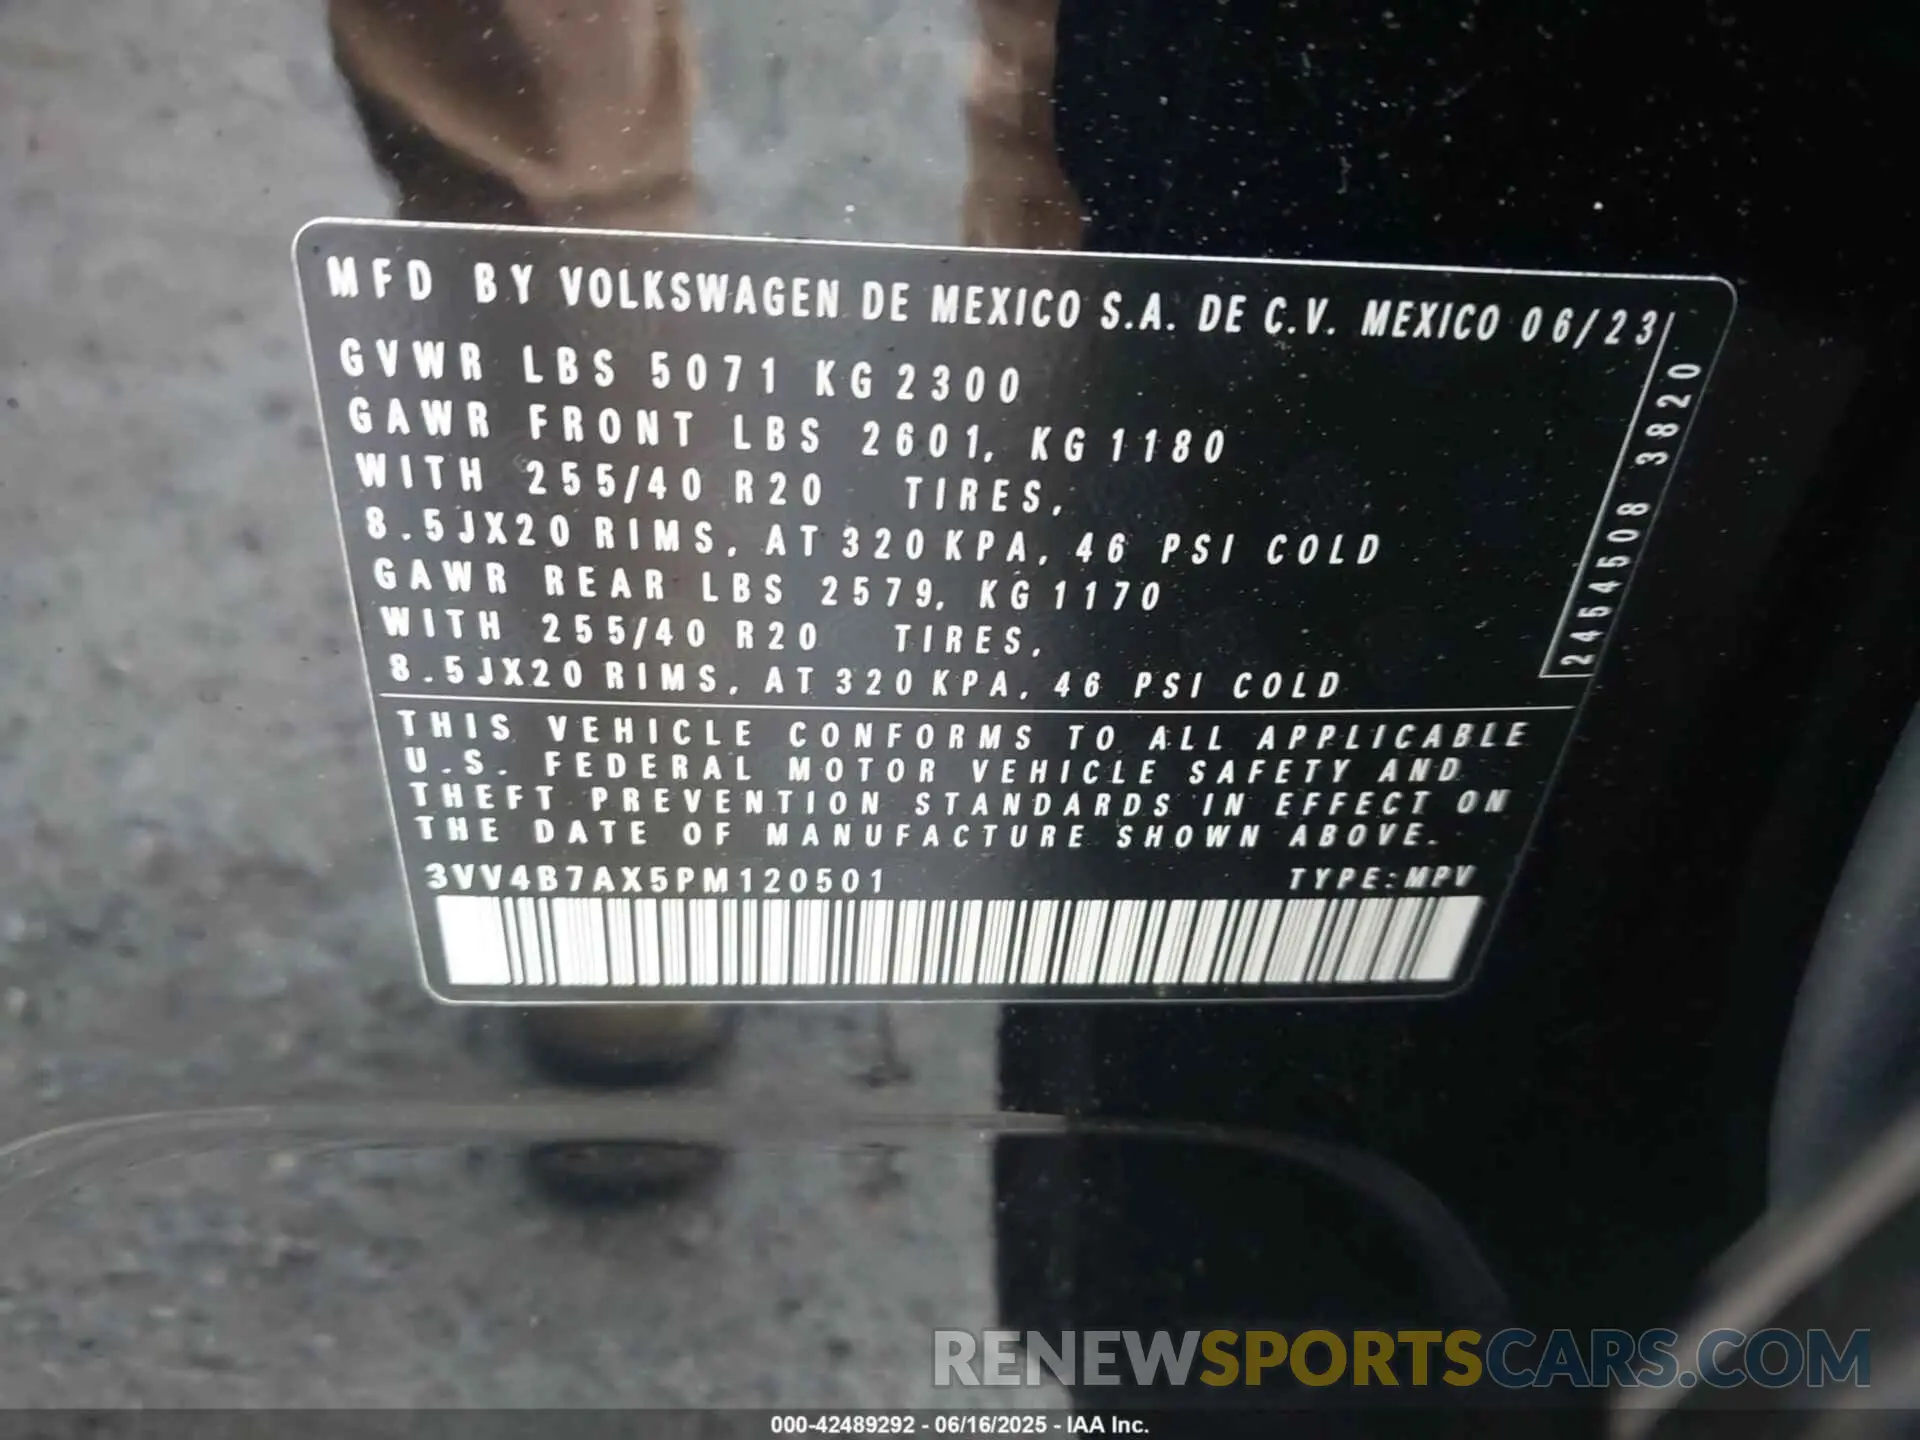 MFD BY VOLKSWAGEN DE MEXICO S.A. DE C.V. MEXICO 06/23
GVWR LBS 5071 KG 2300
GAWR FRONT LBS 2601, KG 1180
WITH 255/40 R20 TIRES,
8.5JX20 RIMS, AT 320 KPA, 46 PSI COLD
GAWR REAR LBS 2579, KG 1170
WITH 255/40 R20 TIRES,
8.5JX20 RIMS, AT 320 KPA, 46 PSI COLD
2454508 3820
THIS VEHICLE CONFORMS TO ALL APPLICABLE
U.S. FEDERAL MOTOR VEHICLE SAFETY AND
THEFT PREVENTION STANDARDS IN EFFECT ON
THE DATE OF MANUFACTURE SHOWN ABOVE.
3VV4B7AX5PM120501 TYPE:MPV
RENEWSPORTSCARS.COM
000-42489292 - 06/16/2025 - IAA Inc.